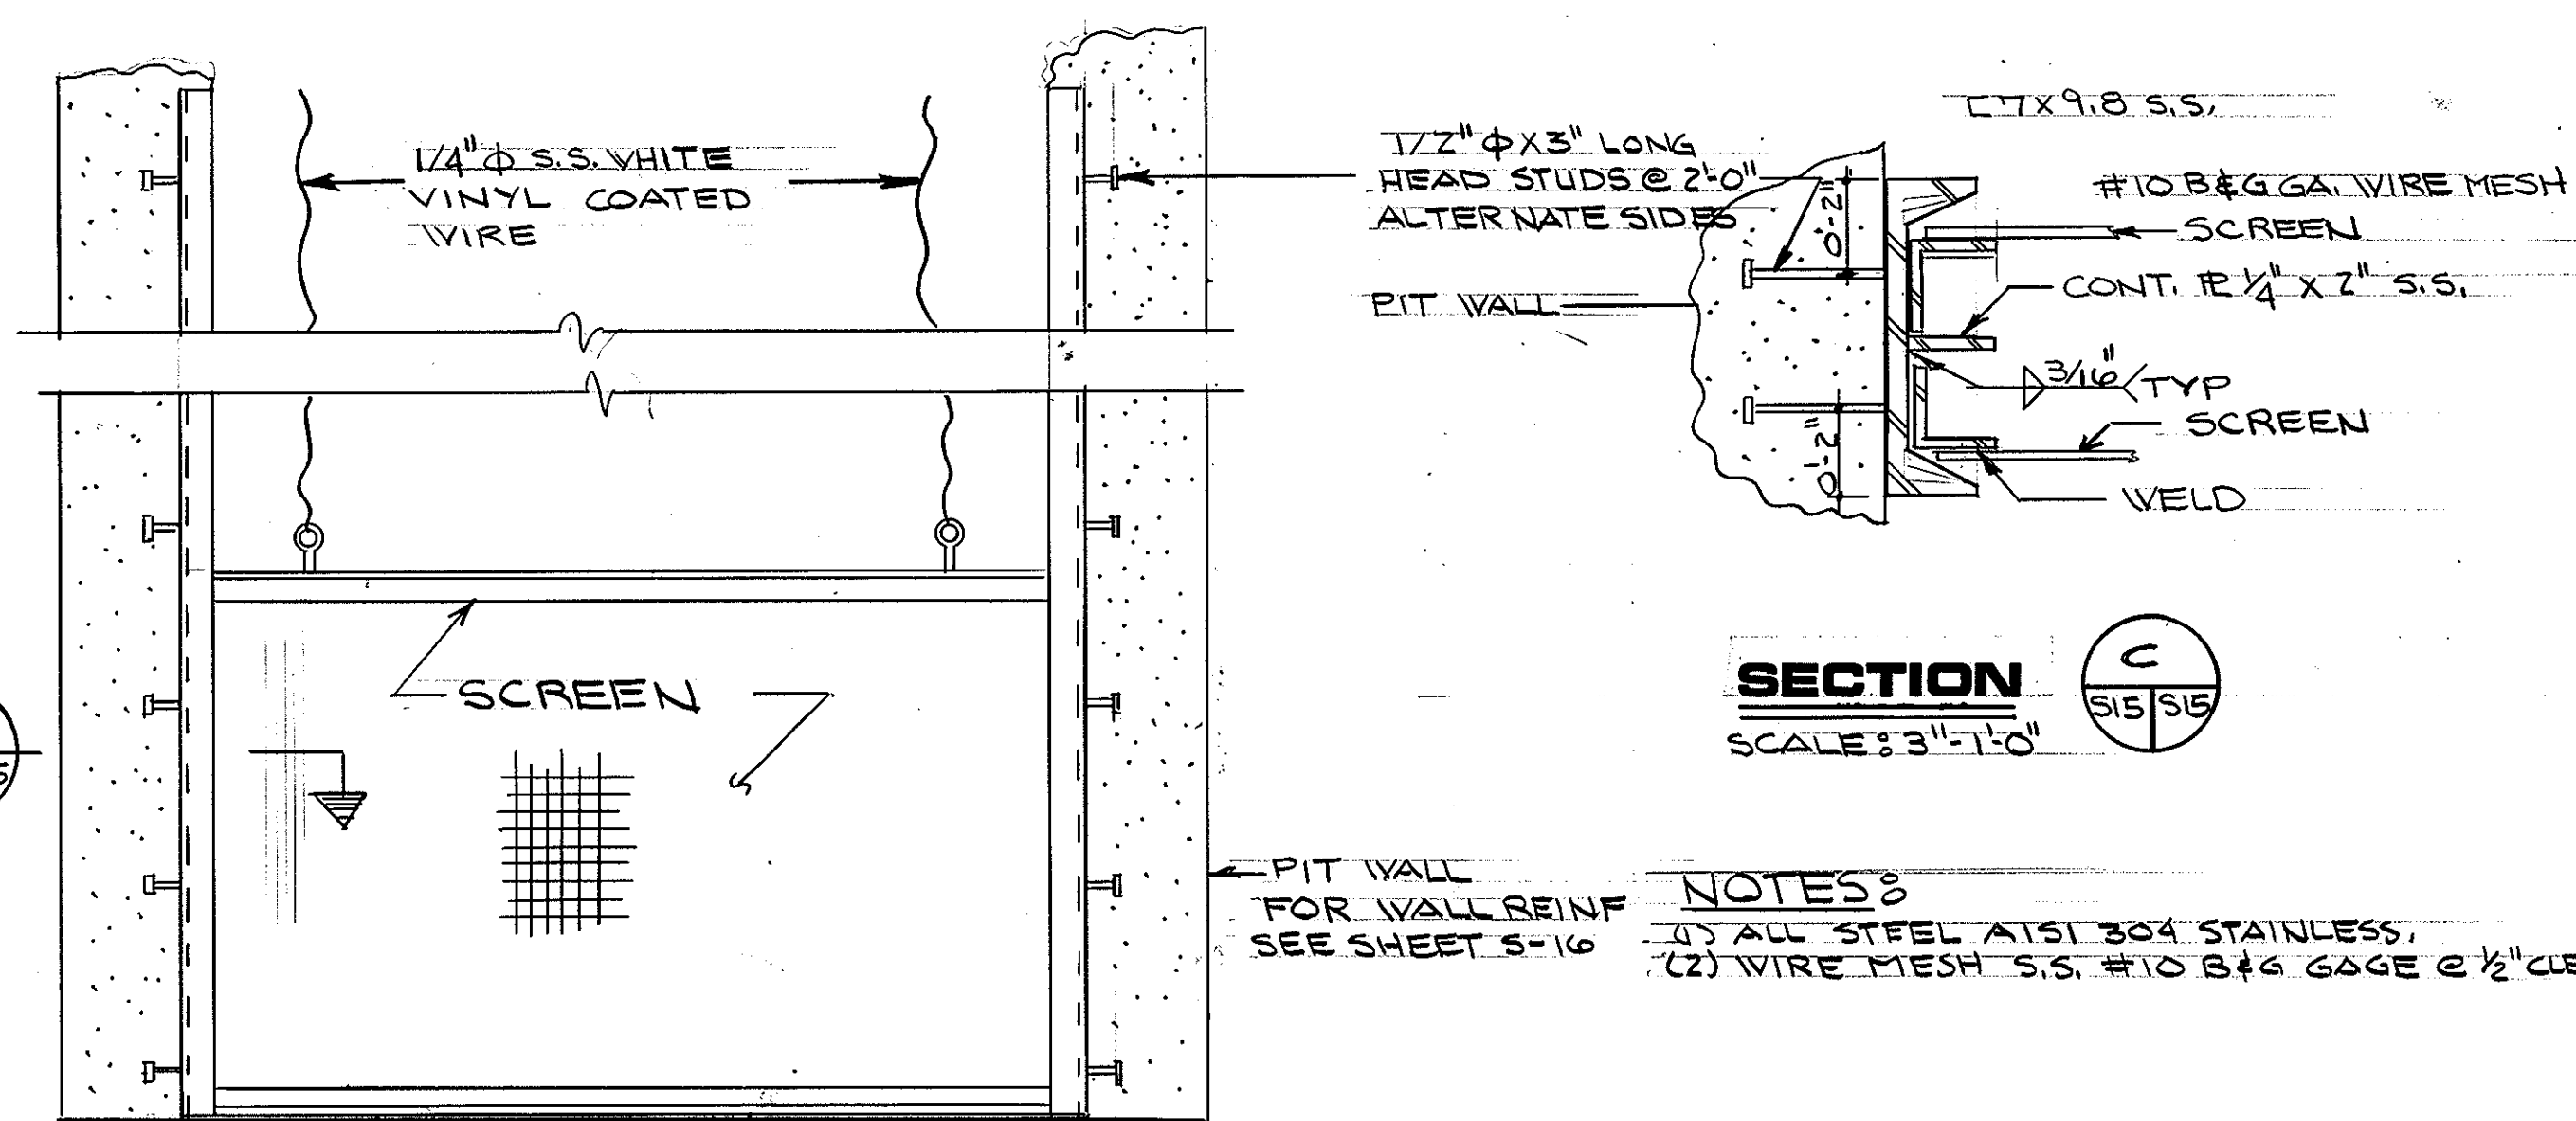 1/4" Φ S.S. WHITE
VINYL COATED
WIRE
1/2" Φ X 3" LONG
HEAD STUDS @ 2'-0"
ALTERNATE SIDES
PIT WALL
0'-2"
0'-2"
[7X9.8 S.S.
#10 B&G GA. WIRE MESH
SCREEN
CONT. PL 1/4" X 2" S.S.
3/16"
TYP
SCREEN
WELD
SCREEN
SECTION
SCALE: 3"-1'-0"
C
S15 S15
PIT WALL
FOR WALL REINF
SEE SHEET S-16
NOTES:
(1) ALL STEEL AISI 304 STAINLESS.
(2) WIRE MESH S.S. #10 B&G GAGE @ 1/2" CLE